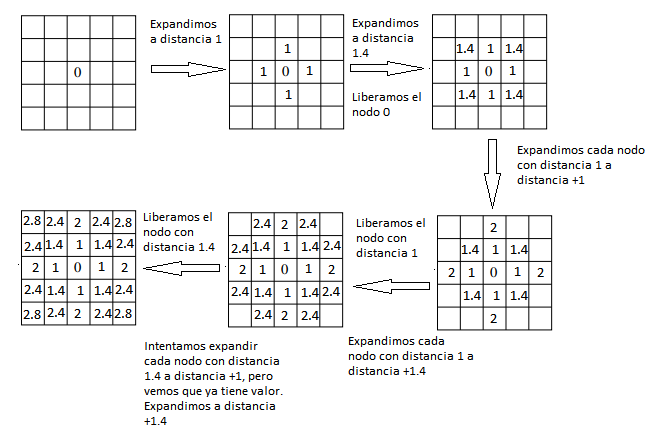 Expandimos
a distancia 1
Expandimos
a distancia
1.4
Liberamos el
nodo 0
0
1
1 0 1
1
1.4 1 1.4
1 0 1
1.4 1 1.4
Expandimos cada nodo
con distancia 1 a
distancia +1
2
1.4 1 1.4
2 1 0 1 2
1.4 1 1.4
2
Liberamos el
nodo con
distancia 1
Expandimos cada
nodo con distancia 1 a
distancia +1.4
2.4 2 2.4
2.4 1.4 1 1.4 2.4
2 1 0 1 2
2.4 1.4 1 1.4 2.4
2.4 2 2.4
Liberamos el
nodo con
distancia 1.4
Intentamos expandir
cada nodo con distancia
1.4 a distancia +1, pero
vemos que ya tiene valor.
Expandimos a distancia
+1.4
2.8 2.4 2 2.4 2.8
2.4 1.4 1 1.4 2.4
2 1 0 1 2
2.4 1.4 1 1.4 2.4
2.8 2.4 2 2.4 2.8